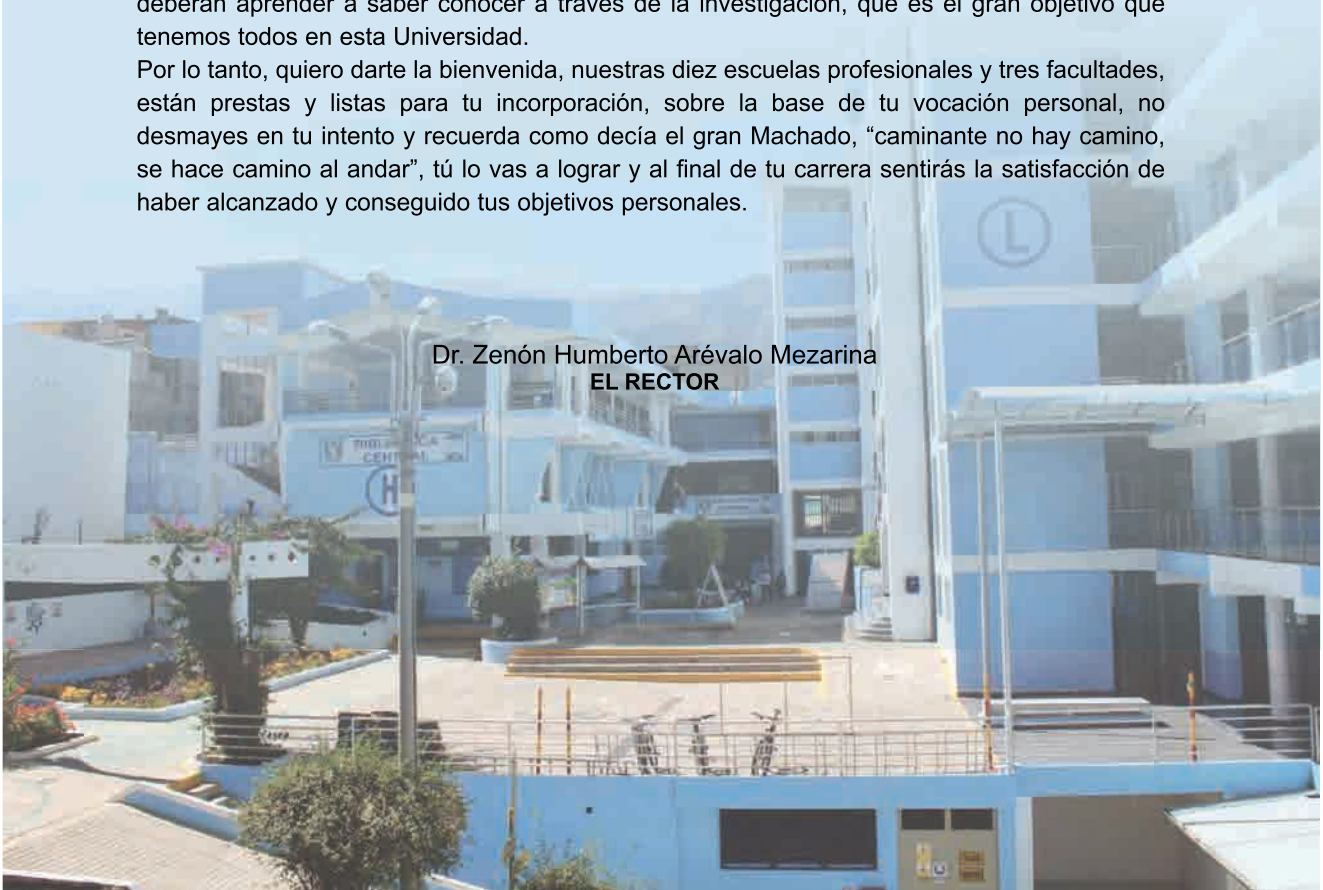 deberán aprender a saber conocer a través de la investigación, que es el gran objetivo que
tenemos todos en esta Universidad.
Por lo tanto, quiero darte la bienvenida, nuestras diez escuelas profesionales y tres facultades,
están prestas y listas para tu incorporación, sobre la base de tu vocación personal, no
desmayes en tu intento y recuerda como decía el gran Machado, “caminante no hay camino,
se hace camino al andar”, tú lo vas a lograr y al final de tu carrera sentirás la satisfacción de
haber alcanzado y conseguido tus objetivos personales.
L
Dr. Zenón Humberto Arévalo Mezarina
EL RECTOR
BIBLIOTECA
CENTRAL
H